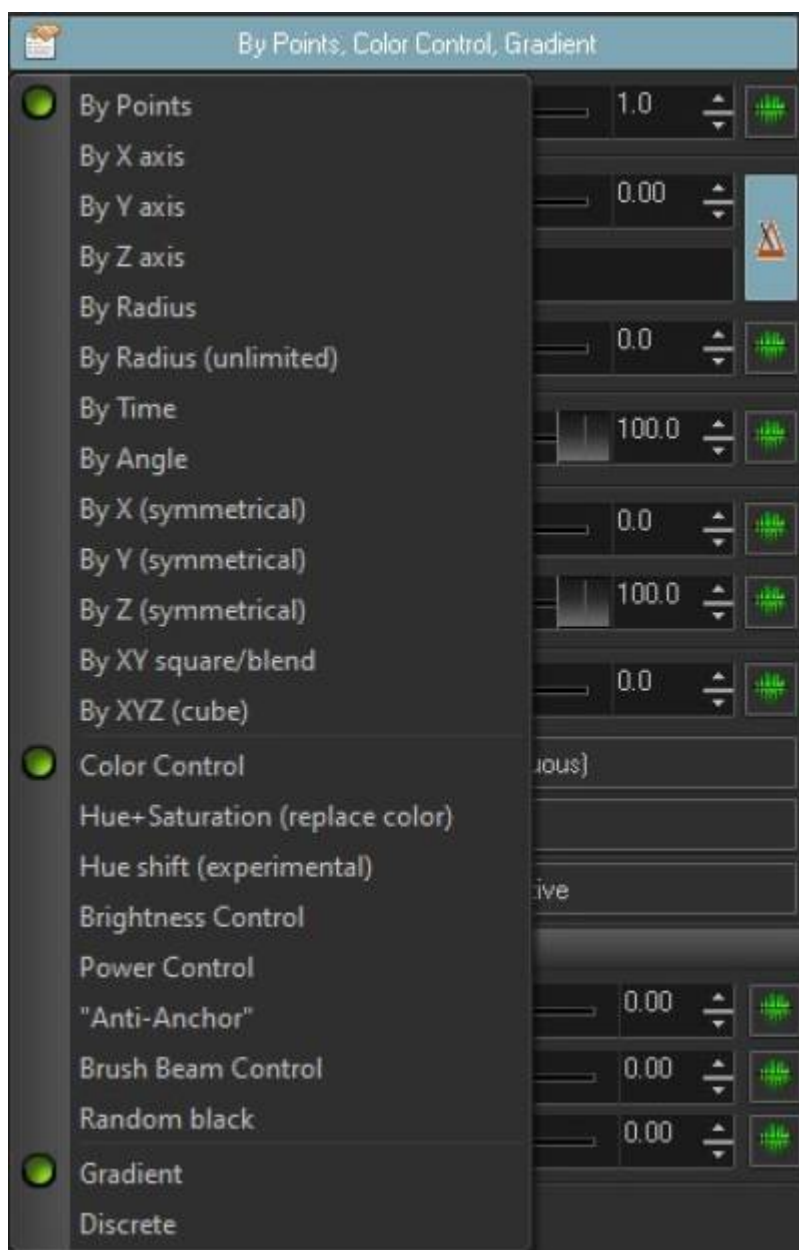 By Points, Color Control, Gradient
By Points
1.0
By X axis
By Y axis
0.00
By Z axis
By Radius
By Radius (unlimited)
0.0
By Time
100.0
By Angle
By X (symmetrical)
0.0
By Y (symmetrical)
By Z (symmetrical)
100.0
By XY square/blend
By XYZ (cube)
0.0
Color Control
uous)
Hue+Saturation (replace color)
Hue shift (experimental)
tive
Brightness Control
Power Control
"Anti-Anchor"
0.00
Brush Beam Control
0.00
Random black
0.00
Gradient
Discrete